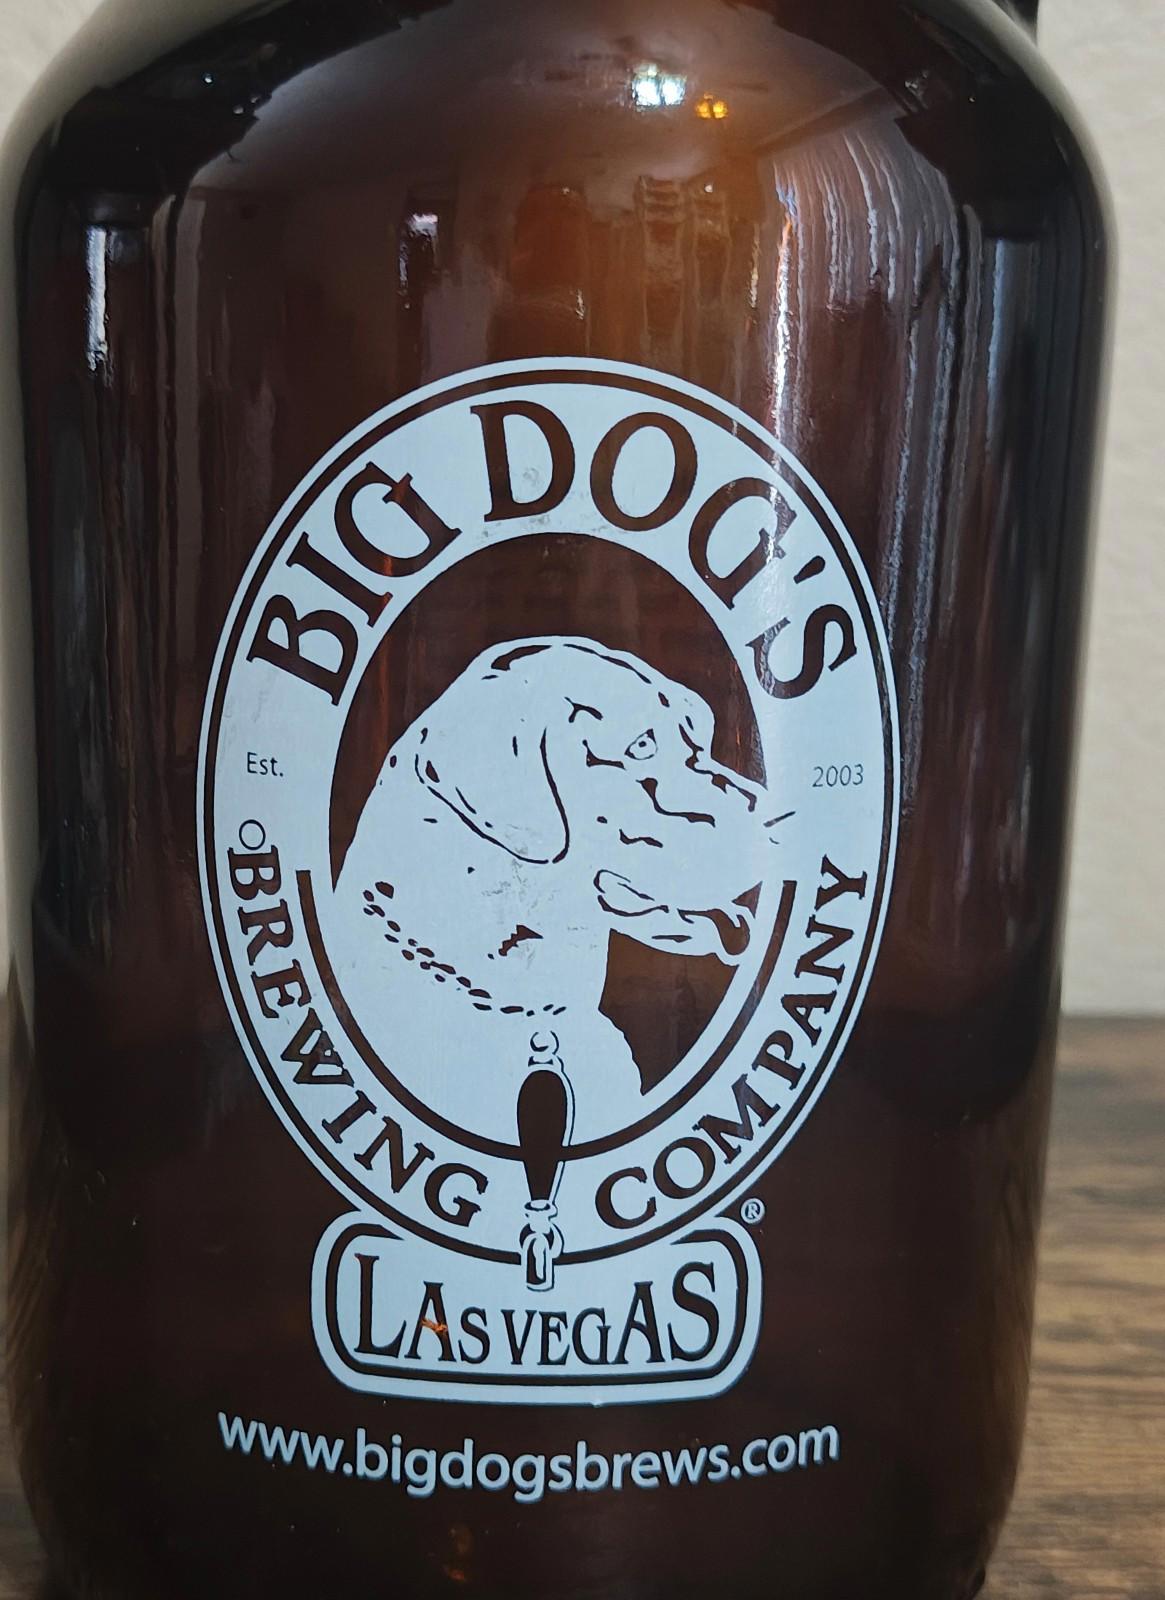 BIG DOG'S
Est. 2003
BREWING COMPANY
®
LAS VEGAS
www.bigdogsbrews.com